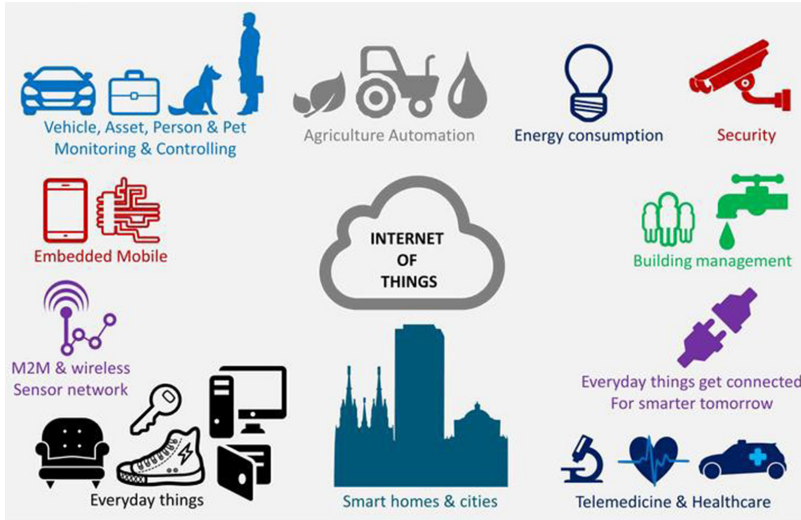 Vehicle, Asset, Person & Pet
Monitoring & Controlling
Agriculture Automation
Energy consumption
Security
Embedded Mobile
INTERNET
OF
THINGS
Building management
M2M & wireless
Sensor network
Everyday things get connected
For smarter tomorrow
Everyday things
Smart homes & cities
Telemedicine & Healthcare